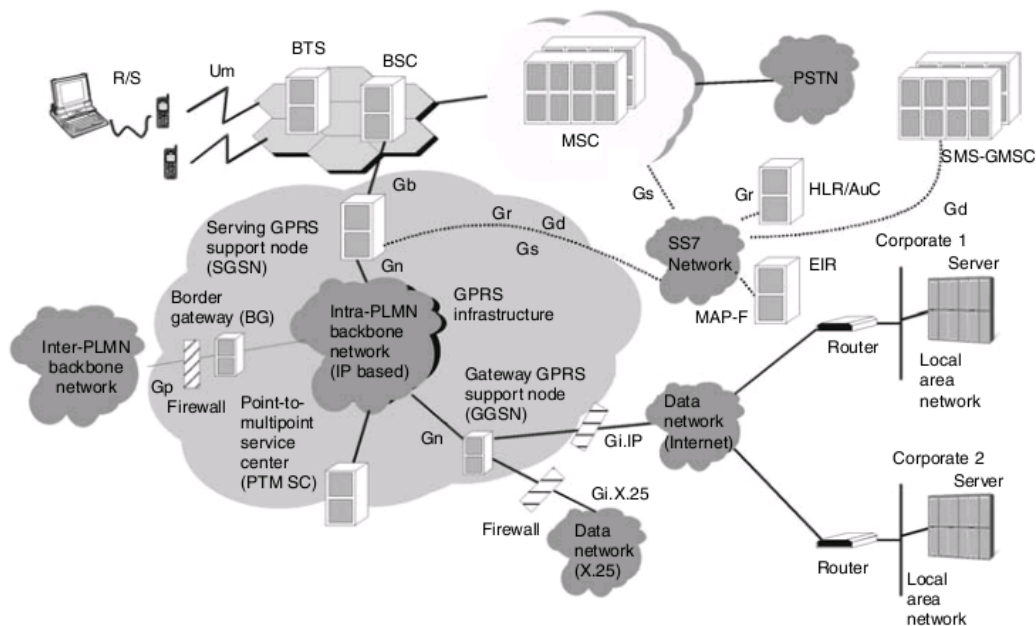 BTS
BSC
R/S
Um
MSC
PSTN
SMS-GMSC
Gb
Gs
Gr
HLR/AuC
Gd
Serving GPRS
support node
(SGSN)
Gr
Gd
Gs
Gn
SS7
Network
EIR
MAP-F
Corporate 1
Server
Router
Local
area
network
Border
gateway (BG)
Intra-PLMN
backbone
network
(IP based)
GPRS
infrastructure
Inter-PLMN
backbone
network
Gp
Firewall
Point-to-
multipoint
service
center
(PTM SC)
Gateway GPRS
support node
(GGSN)
Gn
Gi.IP
Data
network
(Internet)
Gi.X.25
Firewall
Data
network
(X.25)
Corporate 2
Server
Router
Local
area
network